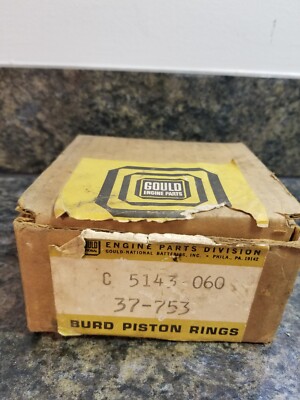 GOULD
ENGINE PARTS
GOULD
ENGINE PARTS DIVISION
GOULD-NATIONAL BATTERIES, INC. • PHILA., PA. 19142
C 5143-060
37-753
BURD PISTON RINGS